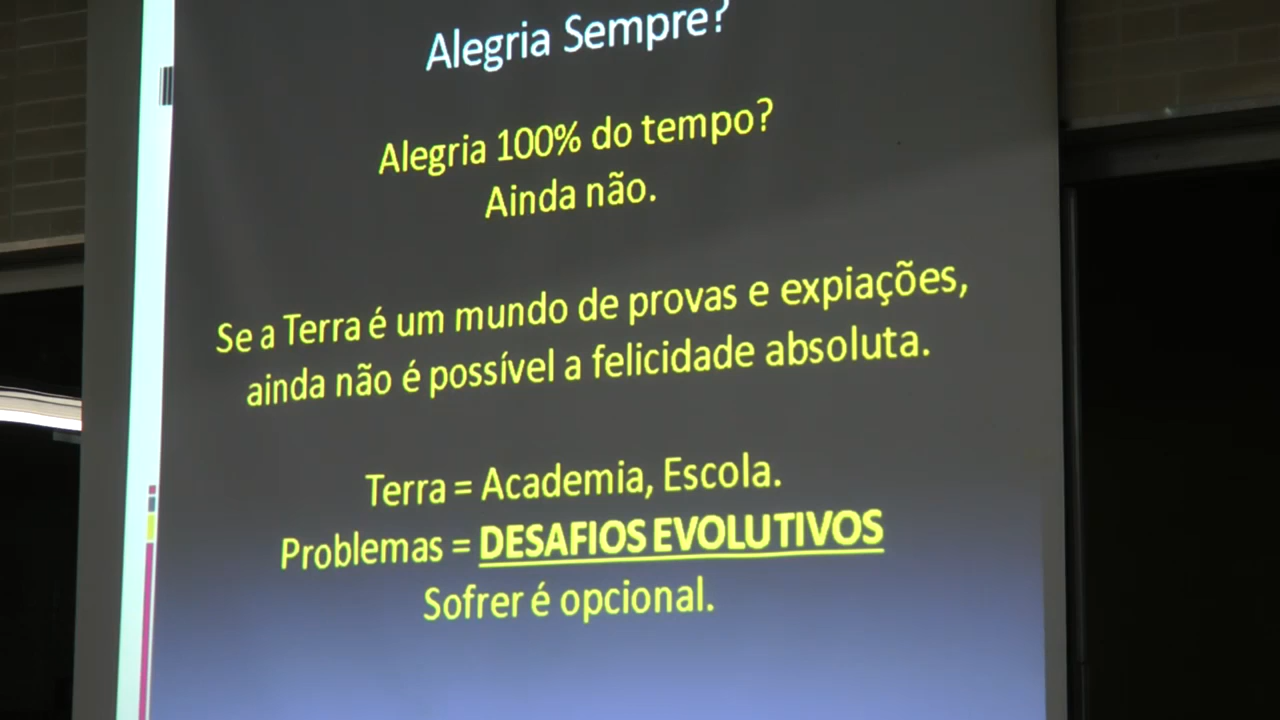 Alegria Sempre?
Alegria 100% do tempo?
Ainda não.
Se a Terra é um mundo de provas e expiações,
ainda não é possível a felicidade absoluta.
Terra = Academia, Escola.
Problemas = DESAFIOS EVOLUTIVOS
Sofrer é opcional.